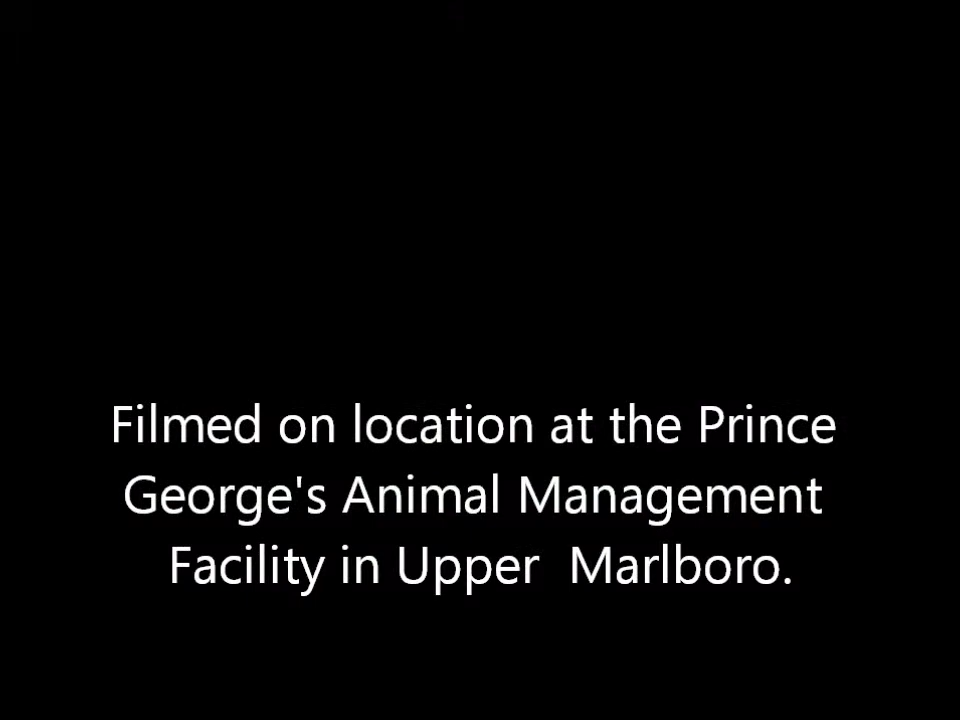 Filmed on location at the Prince
George's Animal Management
Facility in Upper  Marlboro.